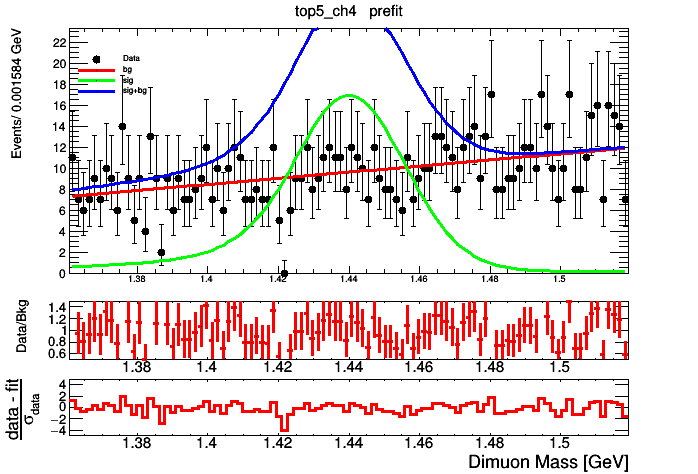 top5_ch4 prefit
Events/ 0.001584 GeV
22
20
18
16
14
12
10
8
6
4
2
0
Data
bg
sig
sig+bg
1.38 1.4 1.42 1.44 1.46 1.48 1.5
Data/Bkg
1.4
1.2
1
0.8
0.6
1.38 1.4 1.42 1.44 1.46 1.48 1.5
data - fit
σdata
4
2
0
−2
−4
1.38 1.4 1.42 1.44 1.46 1.48 1.5
Dimuon Mass [GeV]